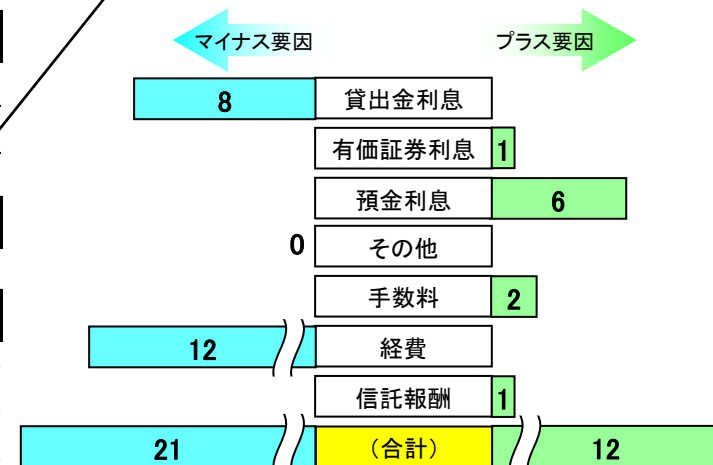 マイナス要因 プラス要因
8 貸出金利息
有価証券利息 1
預金利息 6
0 その他
手数料 2
12 経費
信託報酬 1
21 (合計) 12